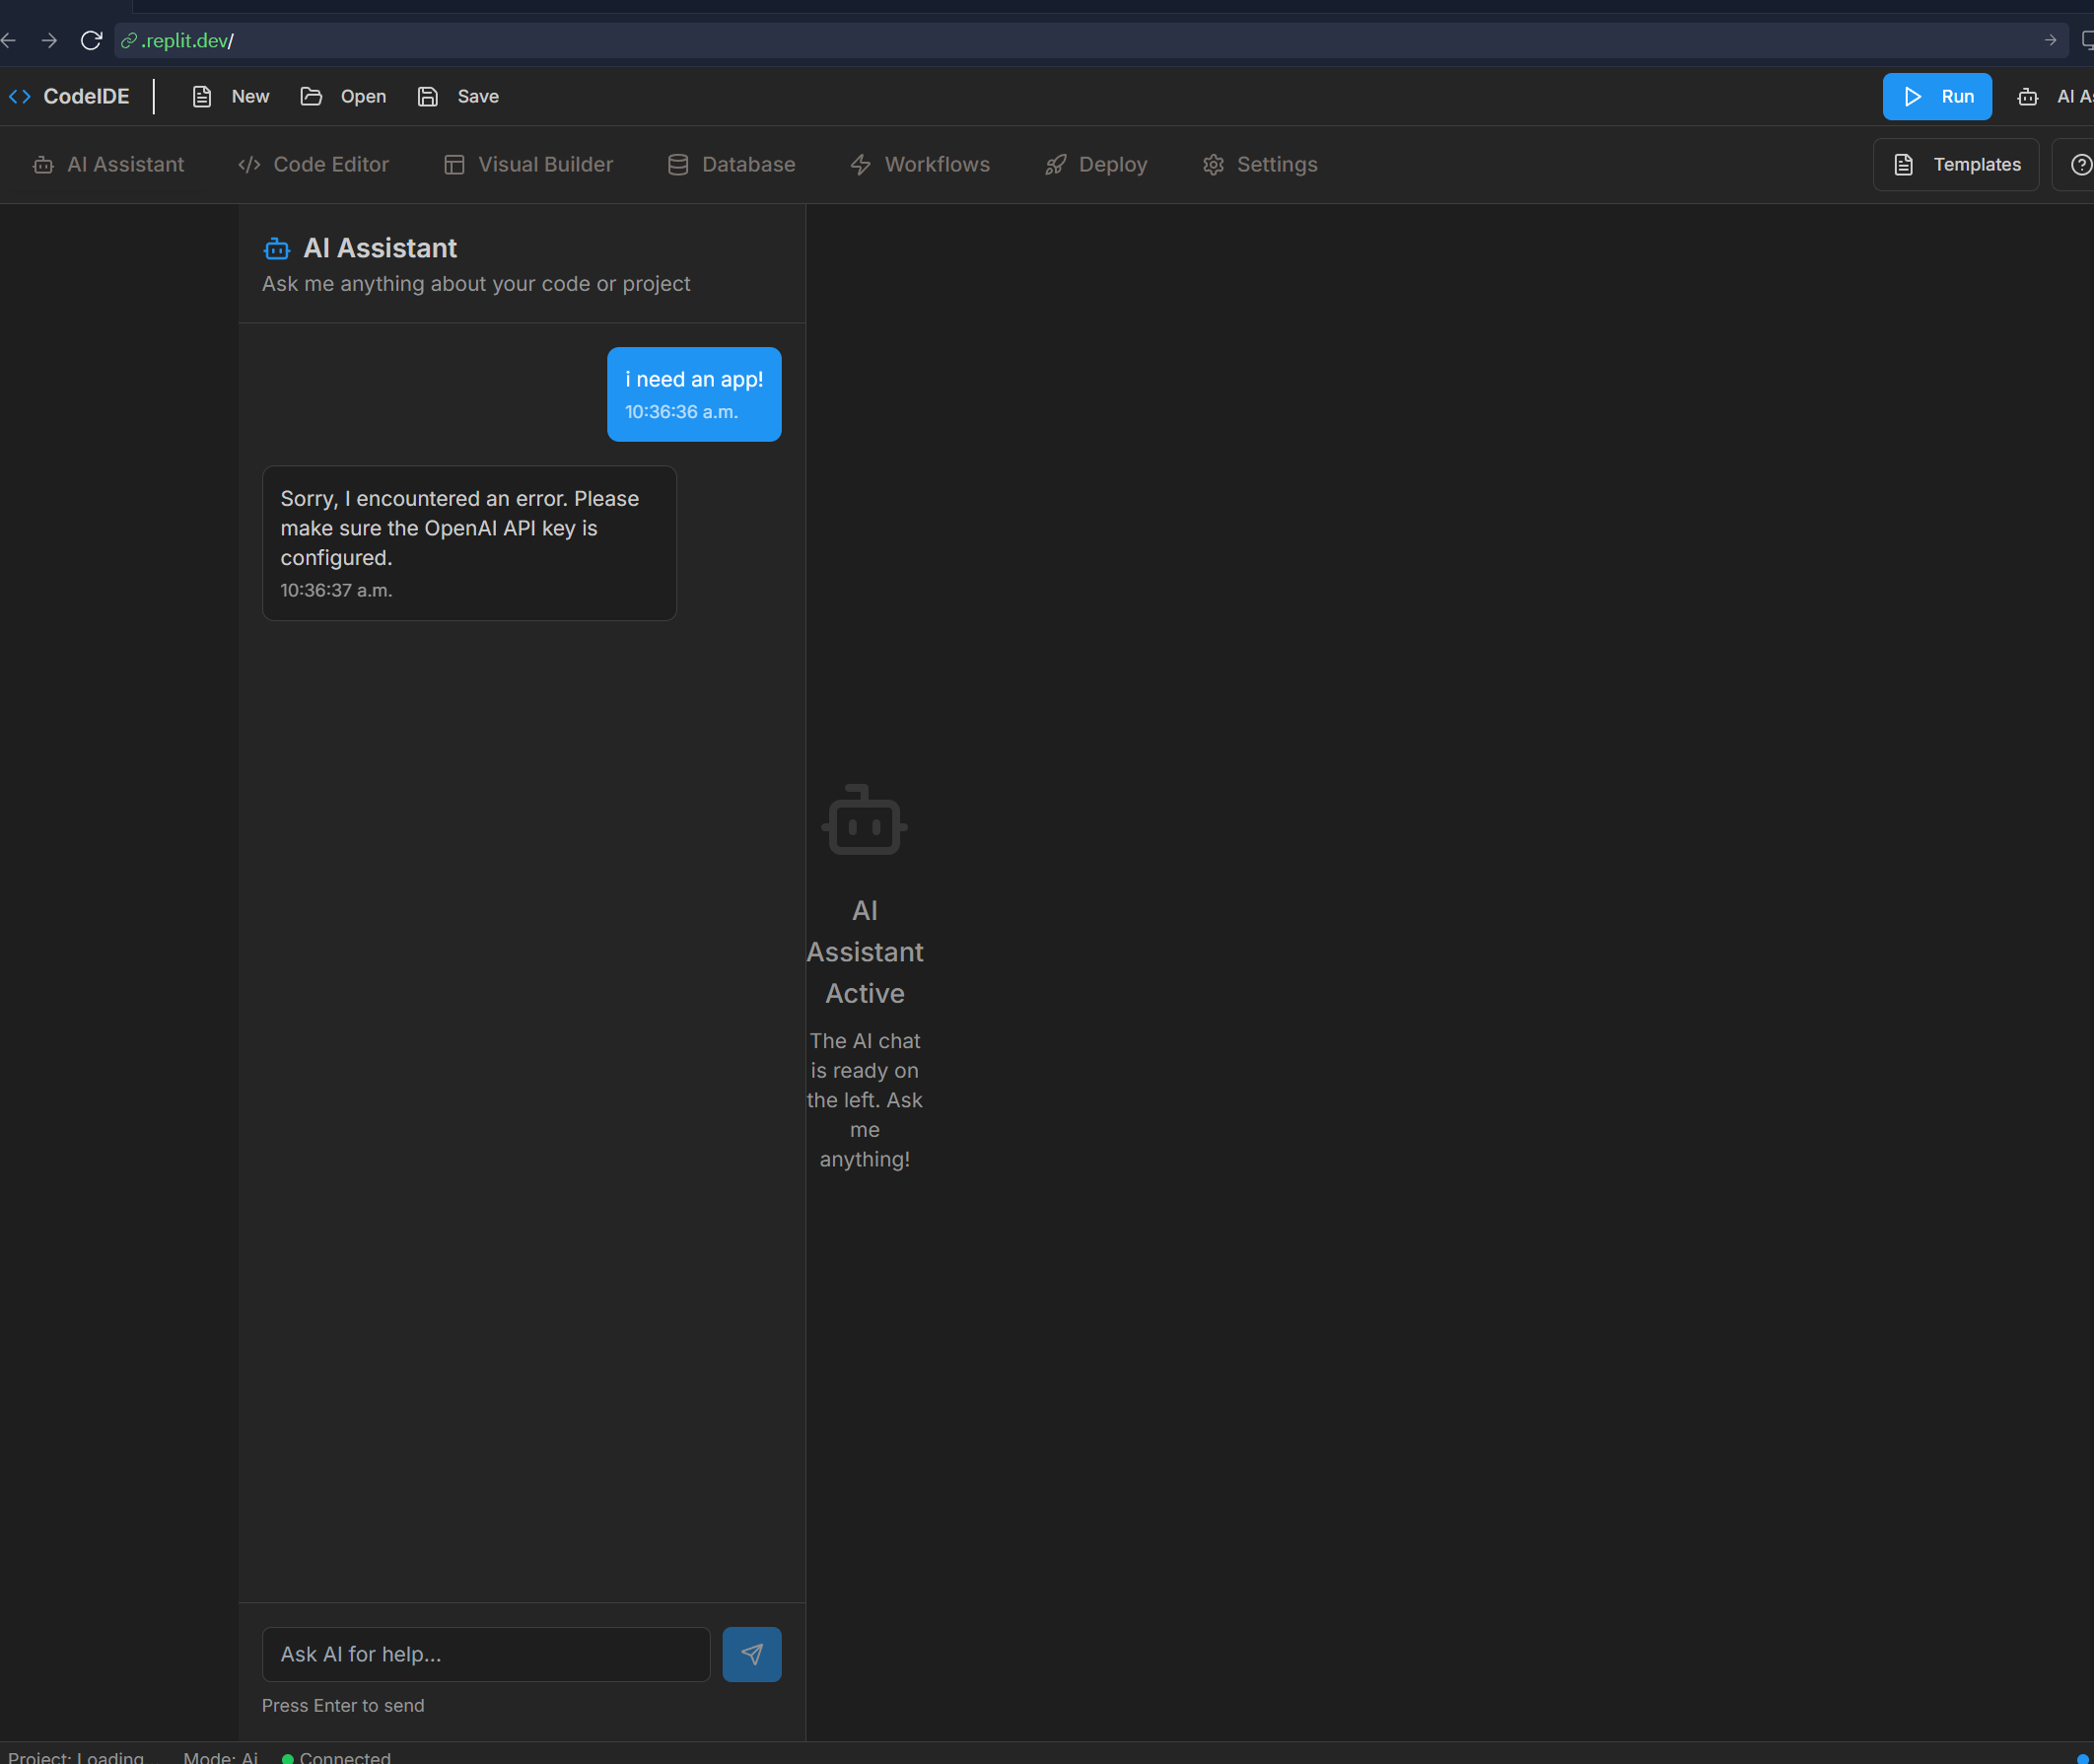 .replit.dev/
CodeIDE New Open Save Run AI As
AI Assistant Code Editor Visual Builder Database Workflows Deploy Settings Templates
AI Assistant
Ask me anything about your code or project
i need an app!
10:36:36 a.m.
Sorry, I encountered an error. Please
make sure the OpenAI API key is
configured.
10:36:37 a.m.
AI
Assistant
Active
The AI chat
is ready on
the left. Ask
me
anything!
Ask AI for help...
Press Enter to send
Project: Loading... Mode: Ai Connected